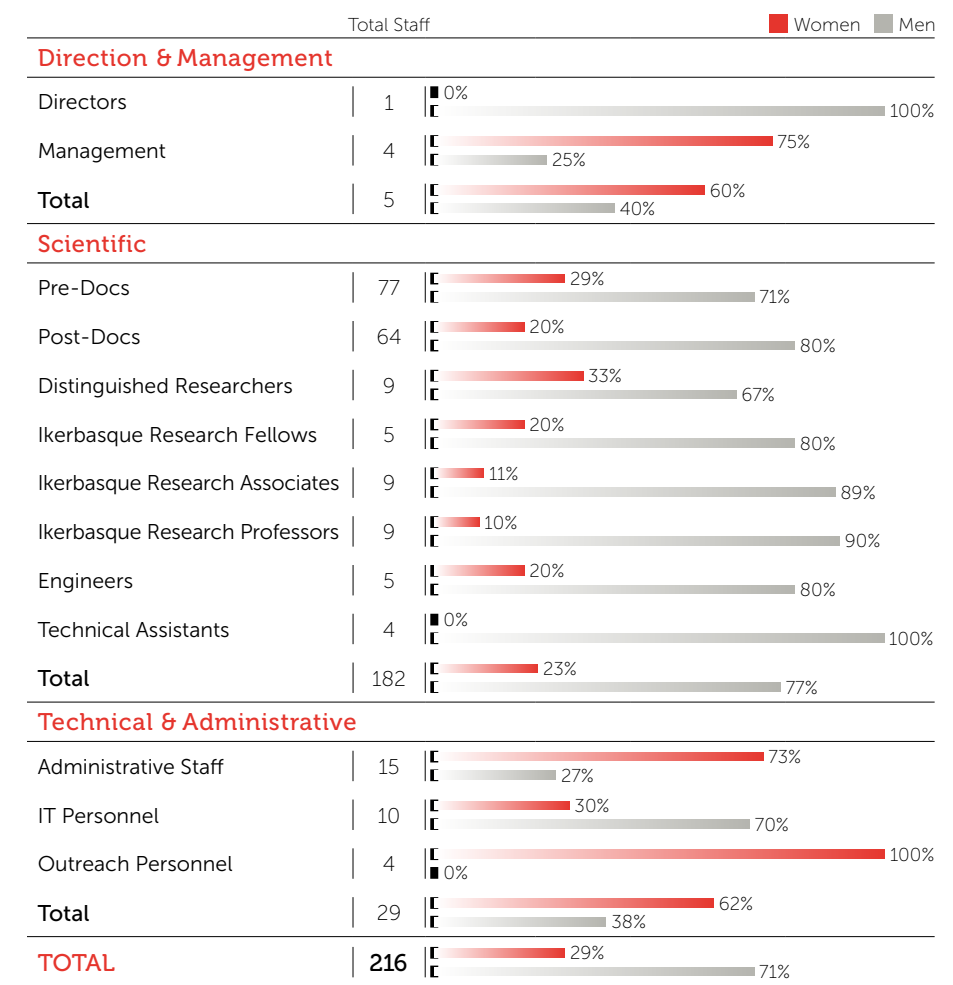 Total Staff Women Men
Direction & Management
Directors 1 0%
100%
Management 4 75%
25%
Total 5 60%
40%
Scientific
Pre-Docs 77 29%
71%
Post-Docs 64 20%
80%
Distinguished Researchers 9 33%
67%
Ikerbasque Research Fellows 5 20%
80%
Ikerbasque Research Associates 9 11%
89%
Ikerbasque Research Professors 9 10%
90%
Engineers 5 20%
80%
Technical Assistants 4 0%
100%
Total 182 23%
77%
Technical & Administrative
Administrative Staff 15 73%
27%
IT Personnel 10 30%
70%
Outreach Personnel 4 100%
0%
Total 29 62%
38%
TOTAL 216 29%
71%